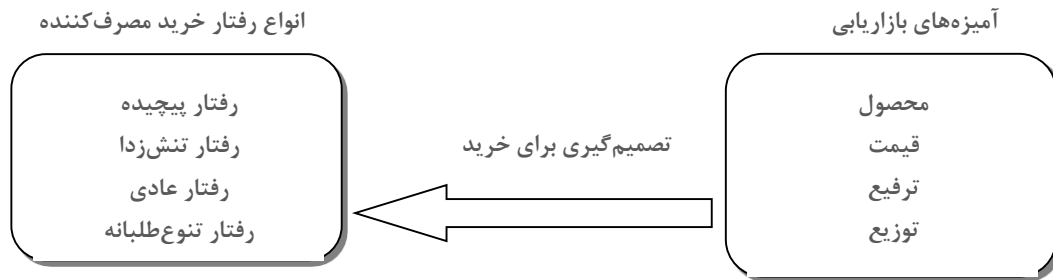 آمیزه‌های بازاریابی
محصول
قیمت
ترفیع
توزیع
تصمیم‌گیری برای خرید
انواع رفتار خرید مصرف‌کننده
رفتار پیچیده
رفتار تنش‌زدا
رفتار عادی
رفتار تنوع‌طلبانه